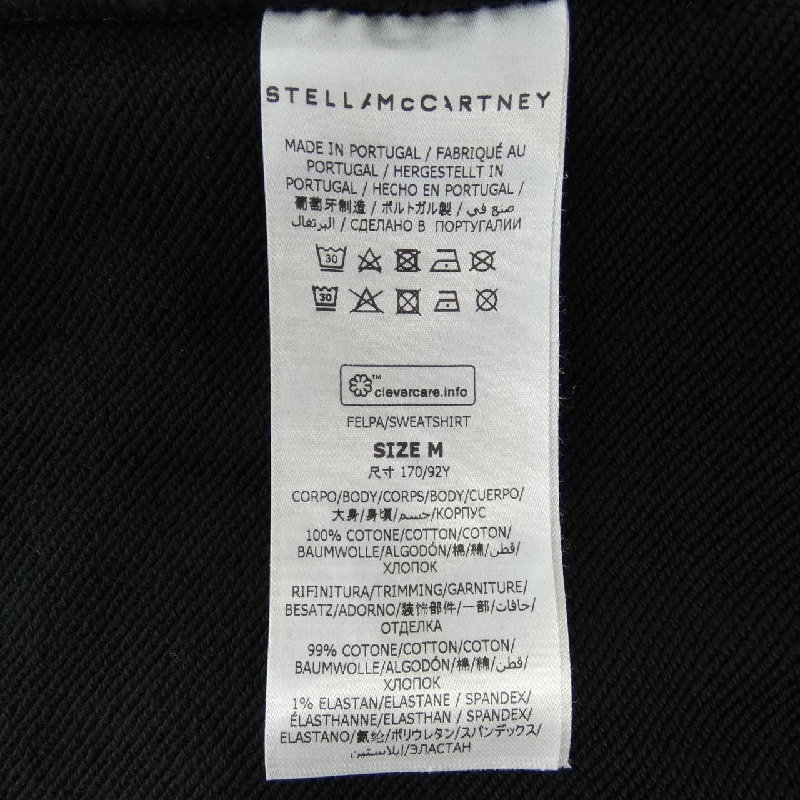 STELLA McCARTNEY
MADE IN PORTUGAL / FABRIQUÉ AU
PORTUGAL / HERGESTELLT IN
PORTUGAL / HECHO EN PORTUGAL /
葡萄牙制造 / ポルトガル製 / صنع في
البرتغال / СДЕЛАНО В ПОРТУГАЛИИ
30
30
™
clevercare.info
FELPA/SWEATSHIRT
SIZE M
尺寸 170/92Y
CORPO/BODY/CORPS/BODY/CUERPO/
大身/身頃/جسم/КОРПУС
100% COTONE/COTTON/COTON/
BAUMWOLLE/ALGODÓN/棉/綿/قطن/
ХЛОПОК
RIFINITURA/TRIMMING/GARNITURE/
BESATZ/ADORNO/装饰部件/一部/حافات/
ОТДЕЛКА
99% COTONE/COTTON/COTON/
BAUMWOLLE/ALGODÓN/棉/綿/قطن/
ХЛОПОК
1% ELASTAN/ELASTANE / SPANDEX/
ÉLASTHANNE/ELASTHAN / SPANDEX/
ELASTANO/氨纶/ポリウレタン/スパンデックス/
إيلاستين/ЭЛАСТАН